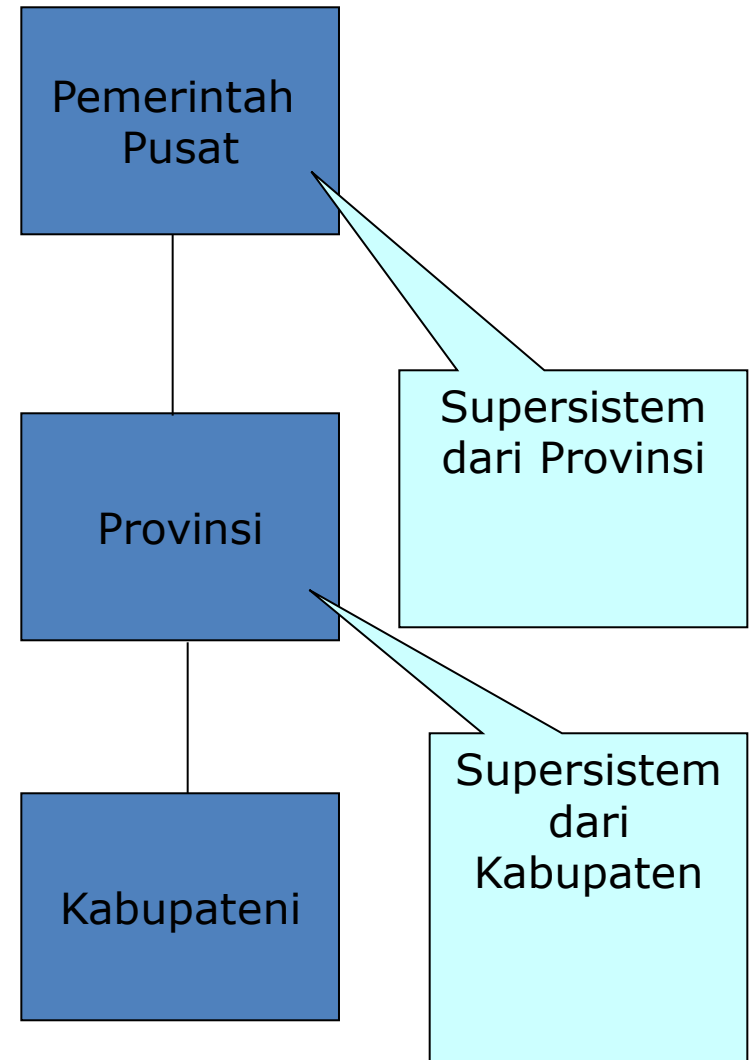 Pemerintah
Pusat
Supersistem
dari Provinsi
Provinsi
Supersistem
dari
Kabupaten
Kabupateni